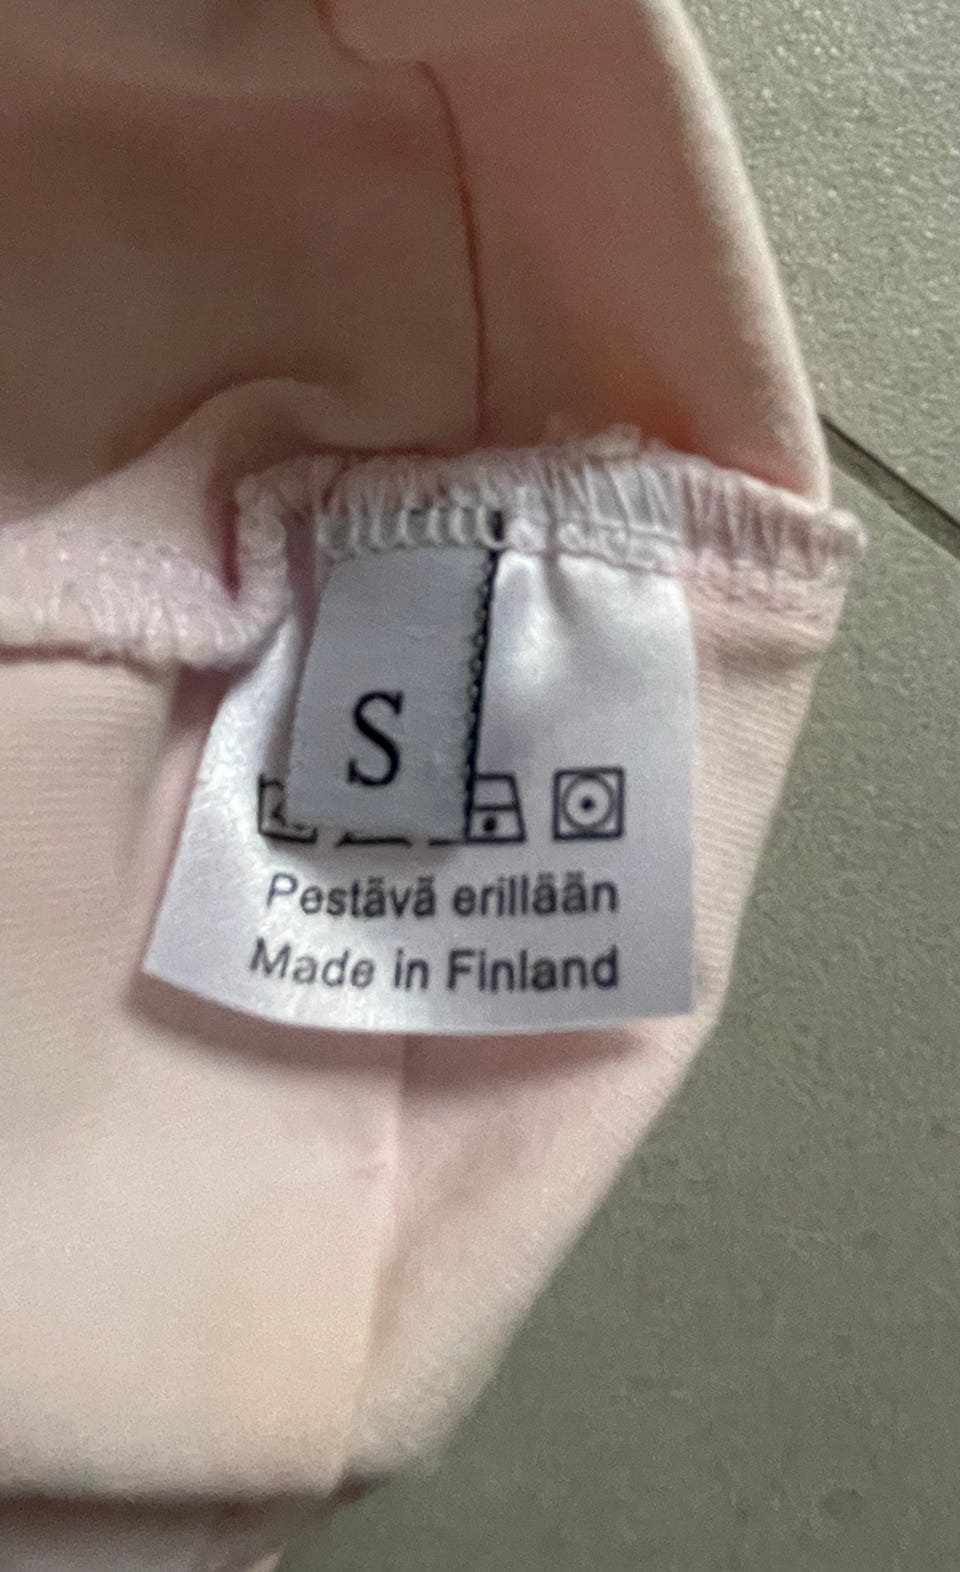 S
Pestävä erillään
Made in Finland